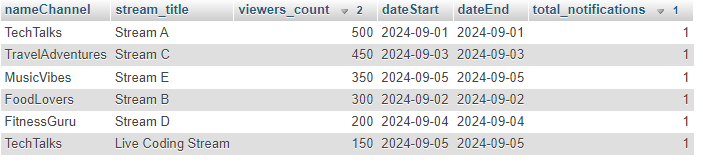 nameChannel stream_title viewers_count 2 dateStart dateEnd total_notifications 1
TechTalks Stream A 500 2024-09-01 2024-09-01 1
TravelAdventures Stream C 450 2024-09-03 2024-09-03 1
MusicVibes Stream E 350 2024-09-05 2024-09-05 1
FoodLovers Stream B 300 2024-09-02 2024-09-02 1
FitnessGuru Stream D 200 2024-09-04 2024-09-04 1
TechTalks Live Coding Stream 150 2024-09-05 2024-09-05 1